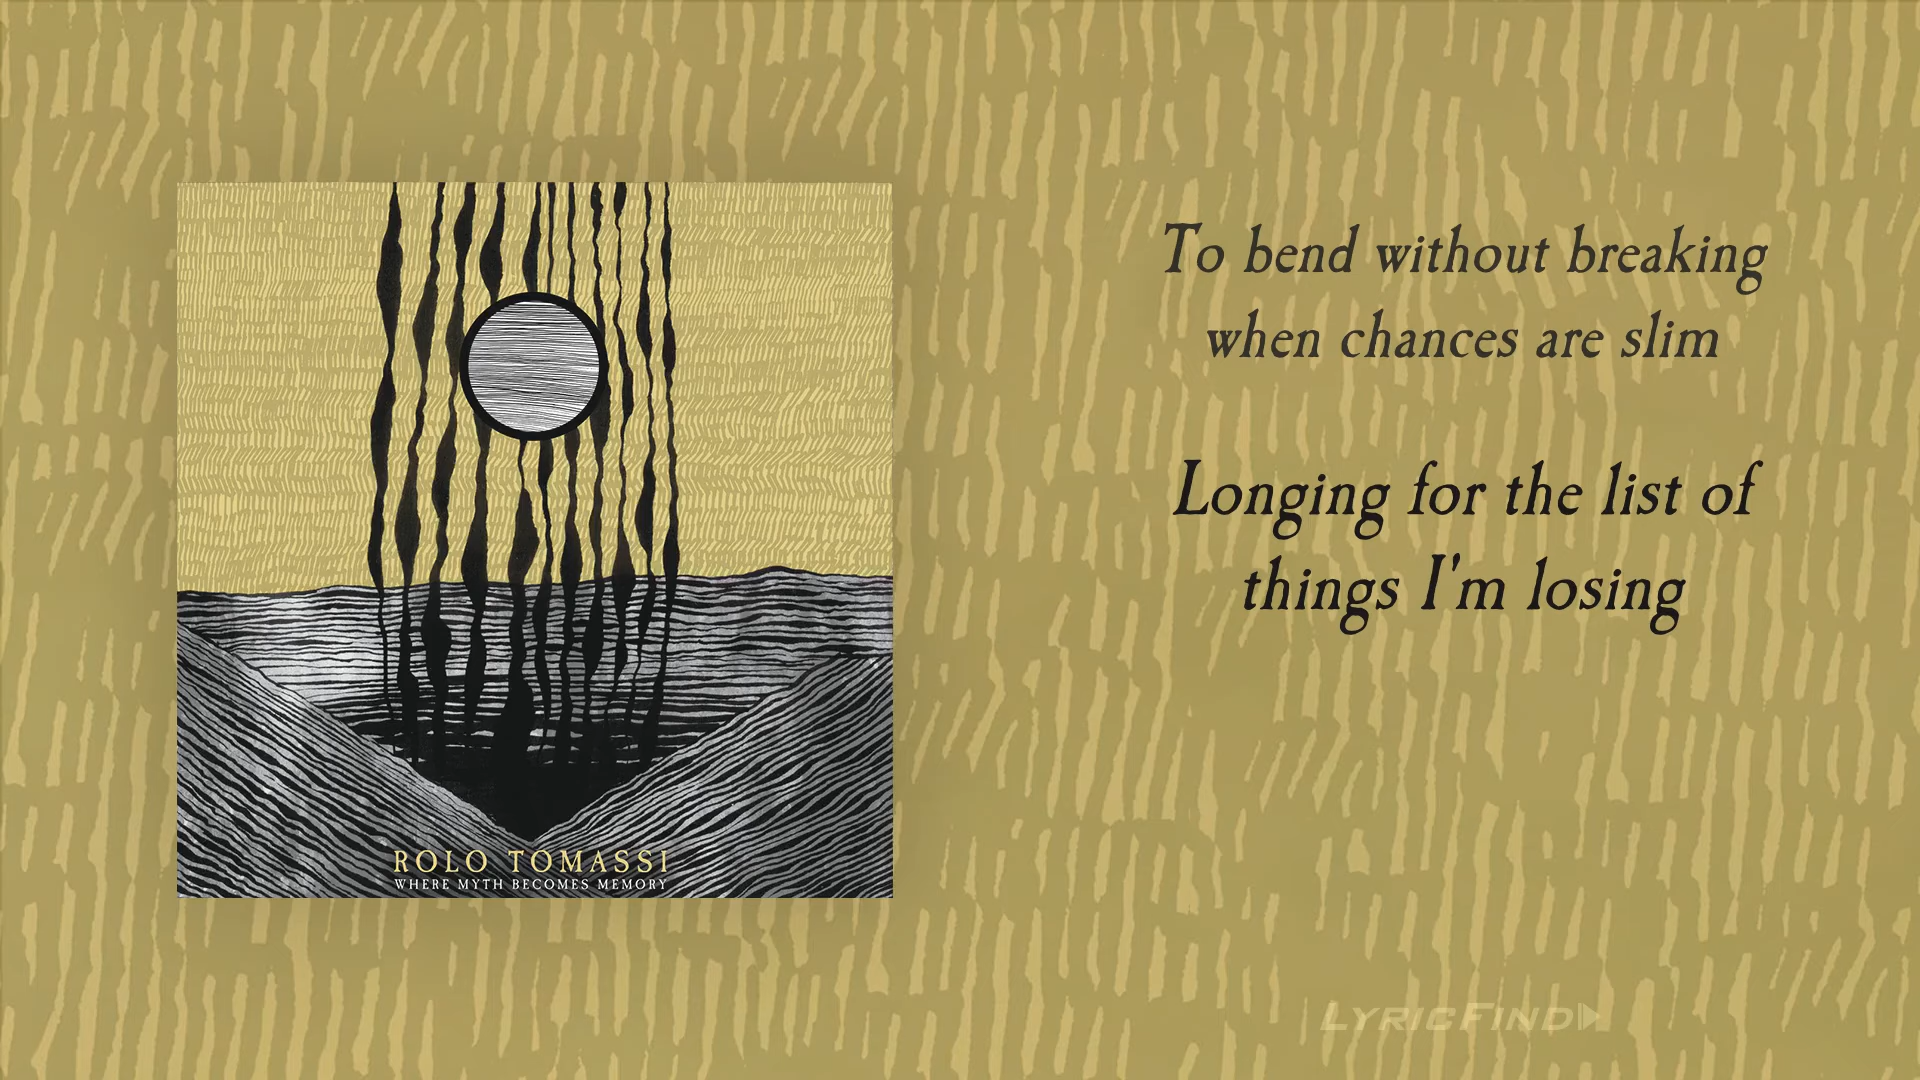 To bend without breaking
when chances are slim
Longing for the list of
things I'm losing
ROLO TOMASSI
WHERE MYTH BECOMES MEMORY
LYRICFIND